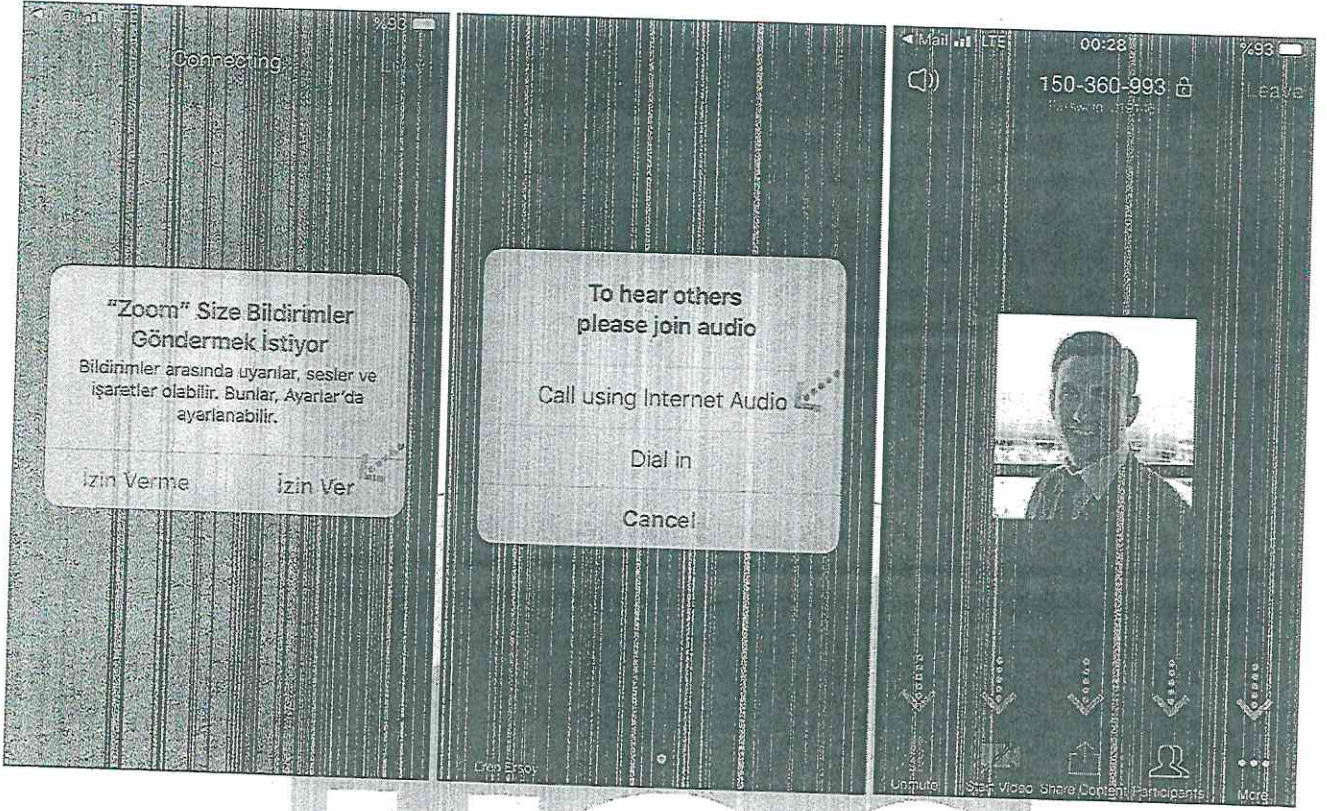 %93
Connecting
"Zoom" Size Bildirimler
Göndermek İstiyor
Bildirimler arasında uyarılar, sesler ve
işaretler olabilir. Bunlar, Ayarlar'da
ayarlanabilir.
İzin Verme
İzin Ver
To hear others
please join audio
Call using Internet Audio
Dial in
Cancel
Mail LTE
00:28
%93
150-360-993
Leave
Unmute
Start Video
Share Content
Participants
More